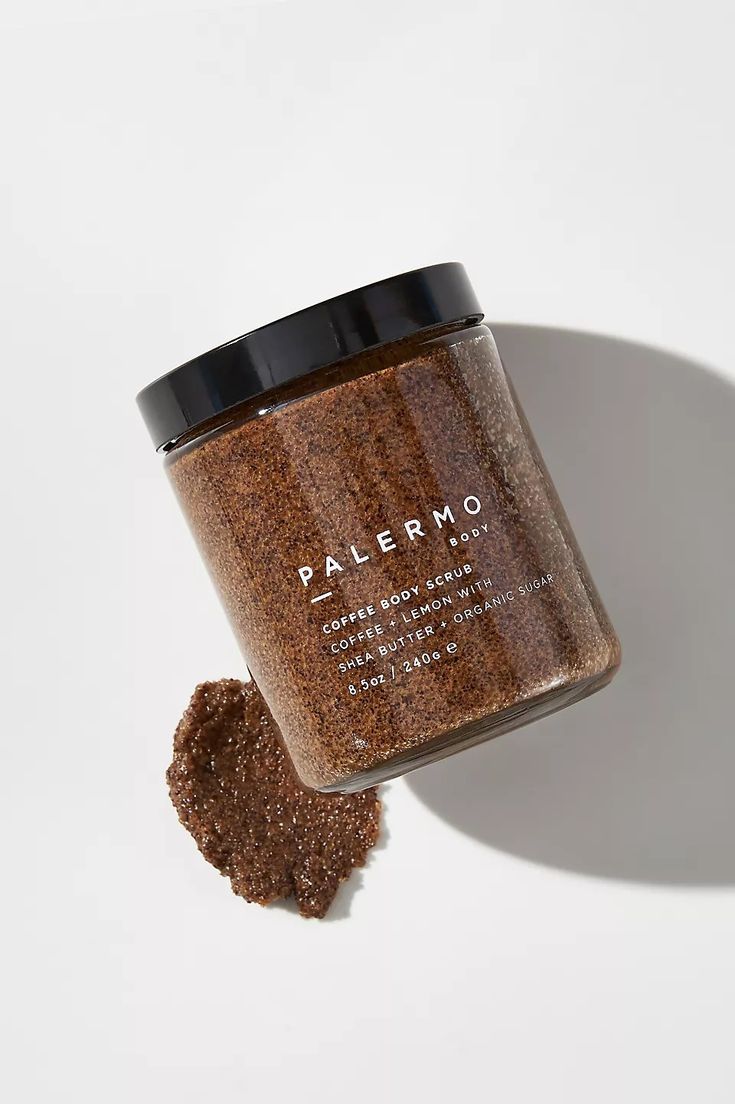 PALERMO
BODY
COFFEE BODY SCRUB
COFFEE + LEMON WITH
SHEA BUTTER + ORGANIC SUGAR
8.5oz / 240G ℮